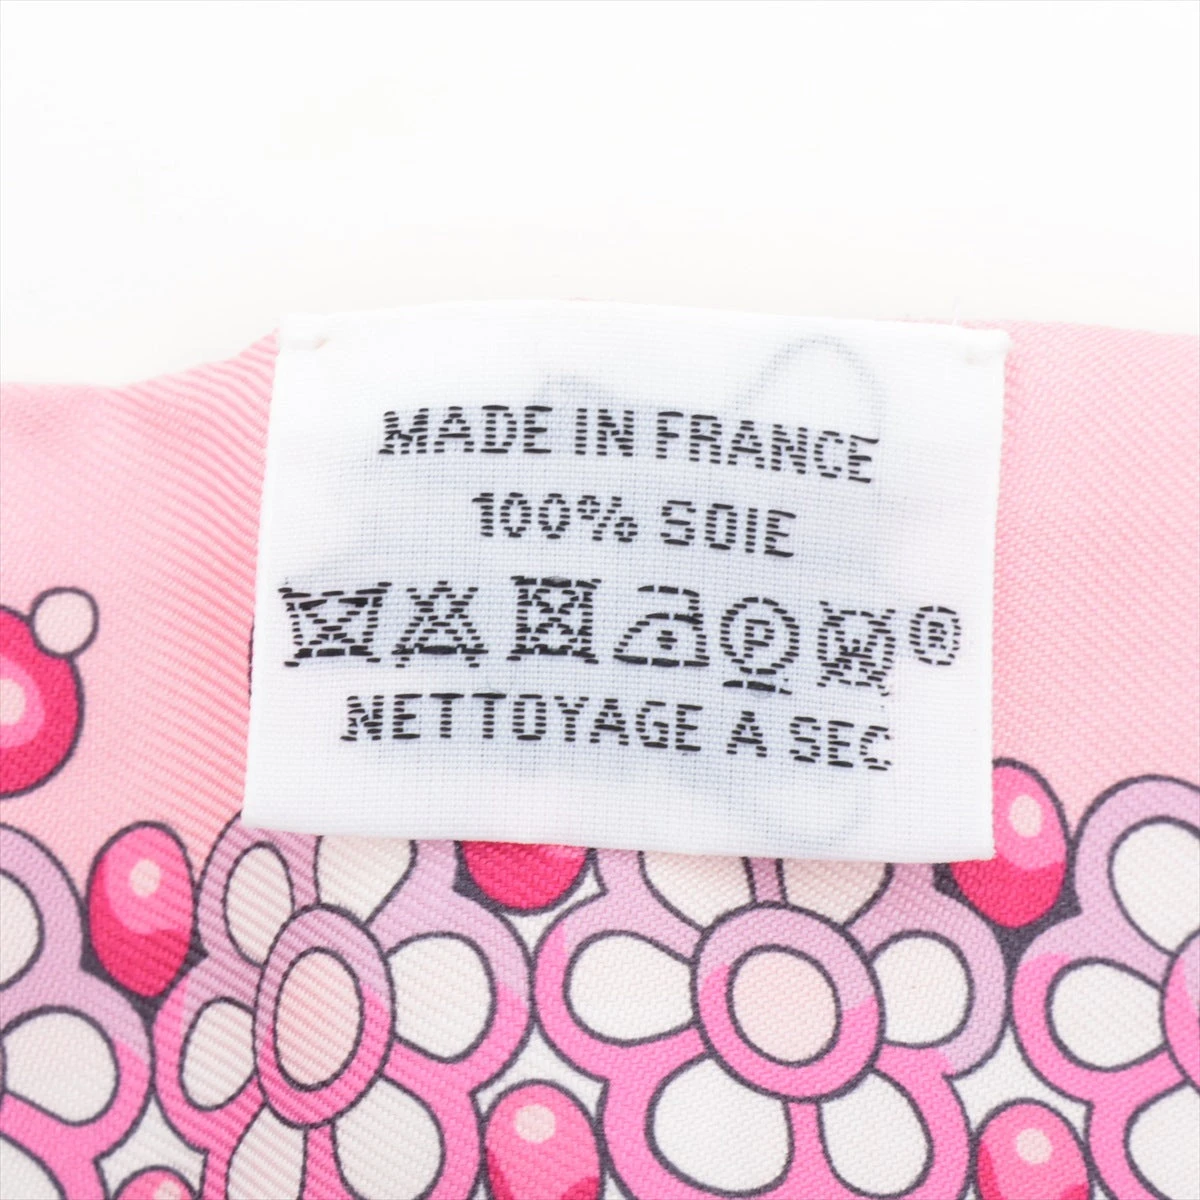 MADE IN FRANCE
100% SOIE
P W ®
NETTOYAGE A SEC